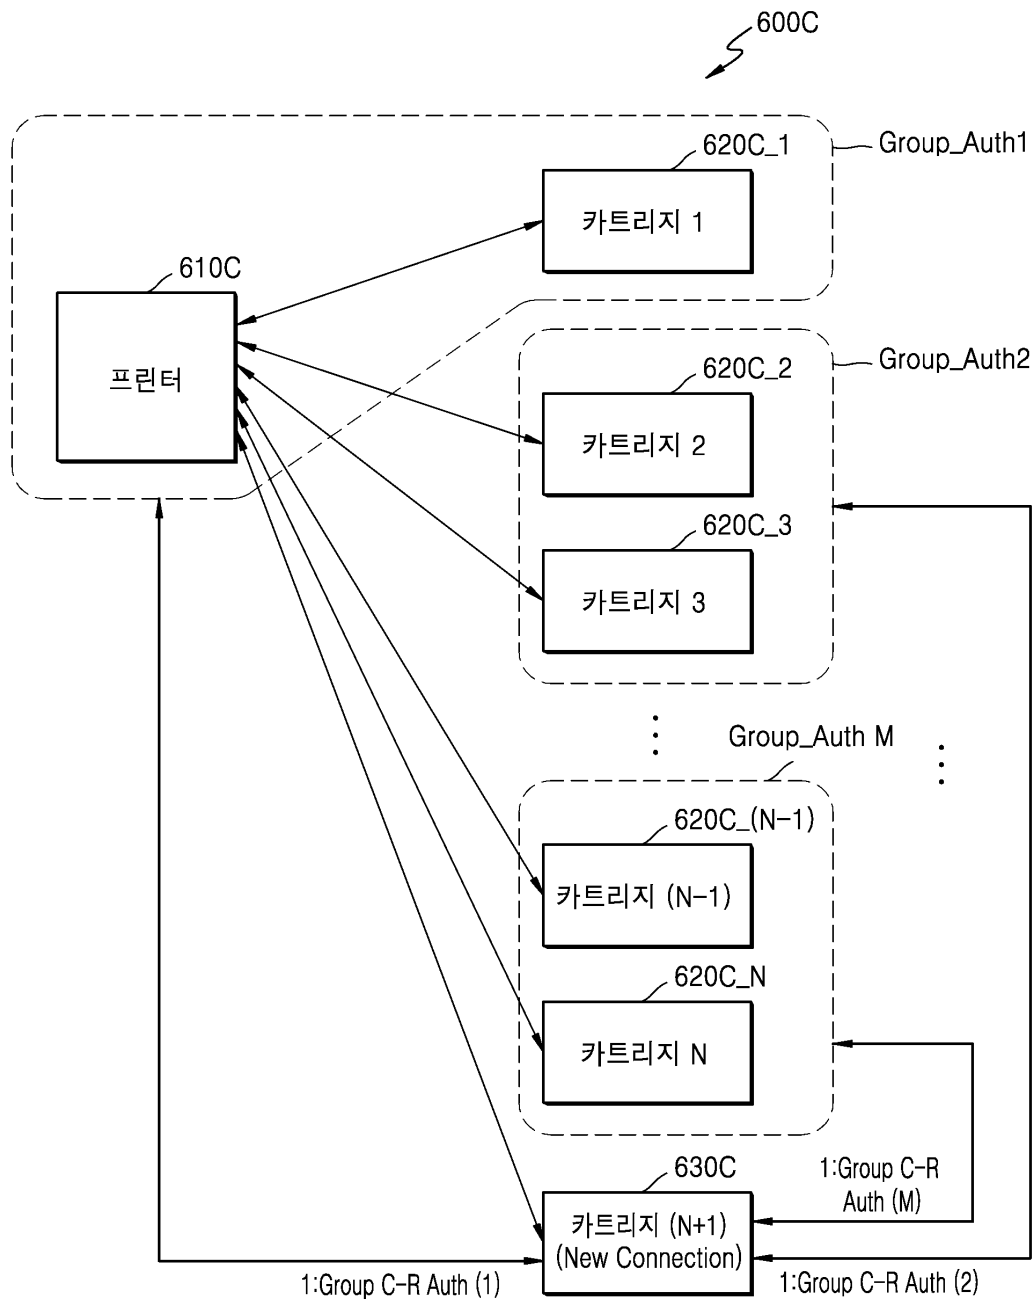 600C
620C_1
Group_Auth1
카트리지 1
610C
프린터
620C_2
Group_Auth2
카트리지 2
620C_3
카트리지 3
Group_Auth M
620C_(N-1)
카트리지 (N-1)
620C_N
카트리지 N
630C
카트리지 (N+1)
(New Connection)
1:Group C-R
Auth (M)
1:Group C-R Auth (1)
1:Group C-R Auth (2)